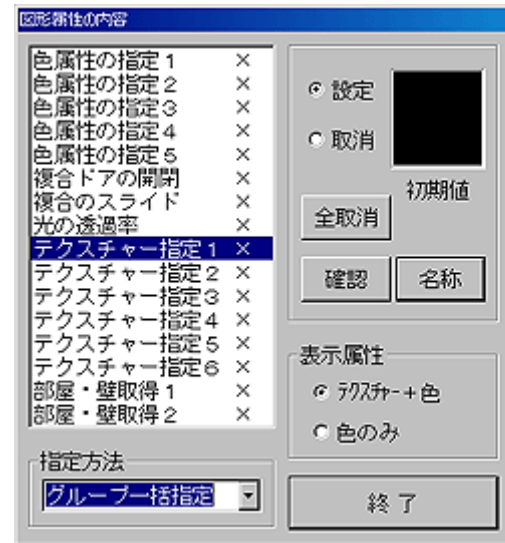 図形属性の内容
色属性の指定1 ×
色属性の指定2 ×
色属性の指定3 ×
色属性の指定4 ×
色属性の指定5 ×
複合ドアの開閉 ×
複合のスライド ×
光の透過率 ×
テクスチャー指定1 ×
テクスチャー指定2 ×
テクスチャー指定3 ×
テクスチャー指定4 ×
テクスチャー指定5 ×
テクスチャー指定6 ×
部屋・壁取得1 ×
部屋・壁取得2 ×
指定方法
グループ一括指定
設定
取消
初期値
全取消
確認 名称
表示属性
テクスチャー+色
色のみ
終了